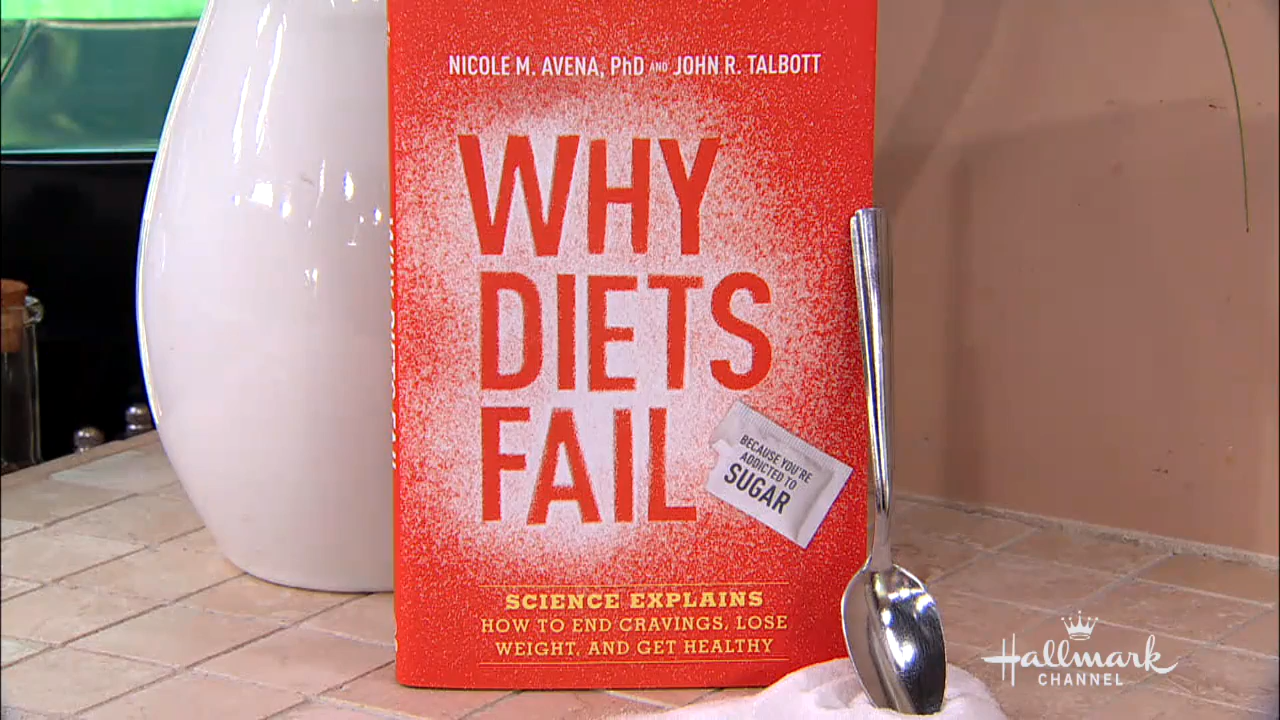 NICOLE M. AVENA, PhD AND JOHN R. TALBOTT
WHY
DIETS
FAIL
BECAUSE YOU'RE
ADDICTED TO
SUGAR
SCIENCE EXPLAINS
HOW TO END CRAVINGS, LOSE
WEIGHT, AND GET HEALTHY
Hallmark
CHANNEL